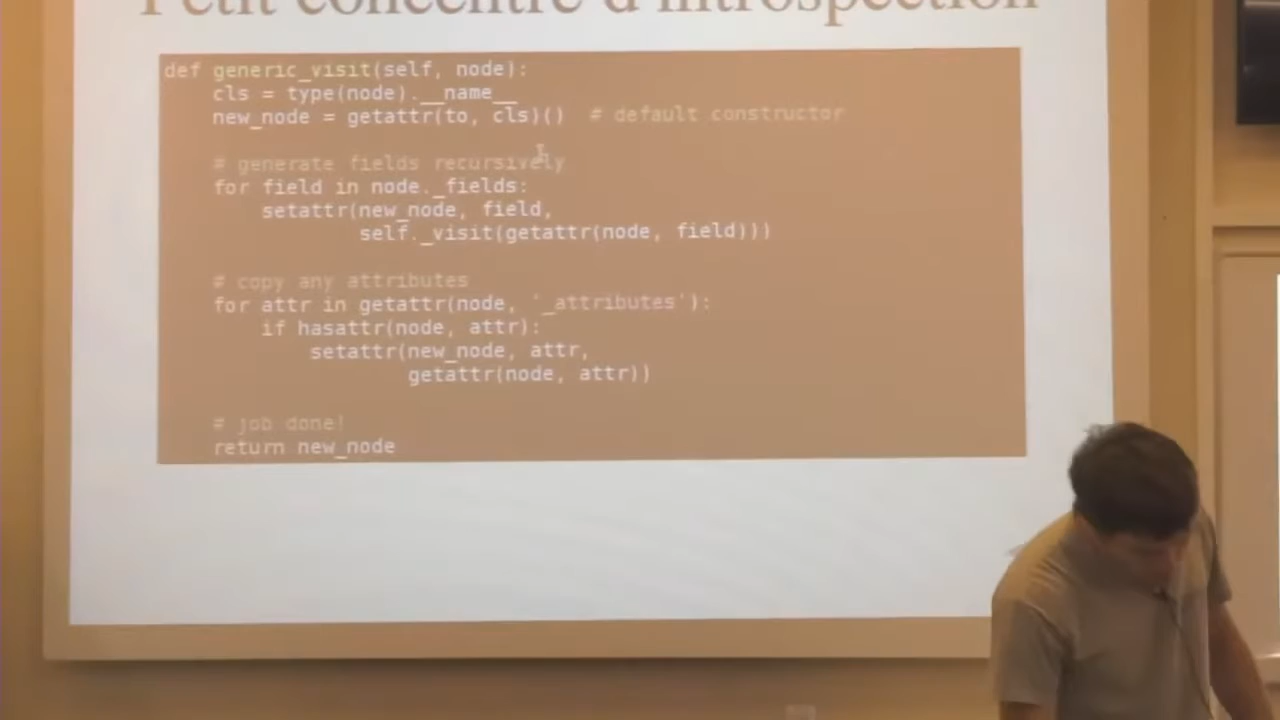 Petit concentré d'introspection
def generic_visit(self, node):
    cls = type(node).__name__
    new_node = getattr(to, cls)()  # default constructor

    # generate fields recursively
    for field in node._fields:
        setattr(new_node, field,
                self._visit(getattr(node, field)))

    # copy any attributes
    for attr in getattr(node, '_attributes'):
        if hasattr(node, attr):
            setattr(new_node, attr,
                    getattr(node, attr))

    # job done!
    return new_node